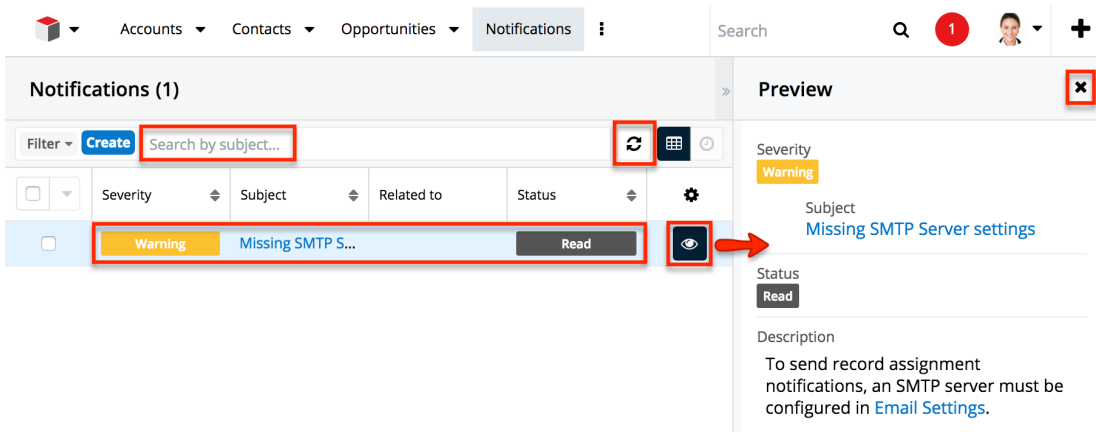 Accounts Contacts Opportunities Notifications Search 1
Notifications (1)
Filter Create Search by subject...
Severity Subject Related to Status
Warning Missing SMTP S... Read
» Preview
Severity
Warning
Subject
Missing SMTP Server settings
Status
Read
Description
To send record assignment
notifications, an SMTP server must be
configured in Email Settings.